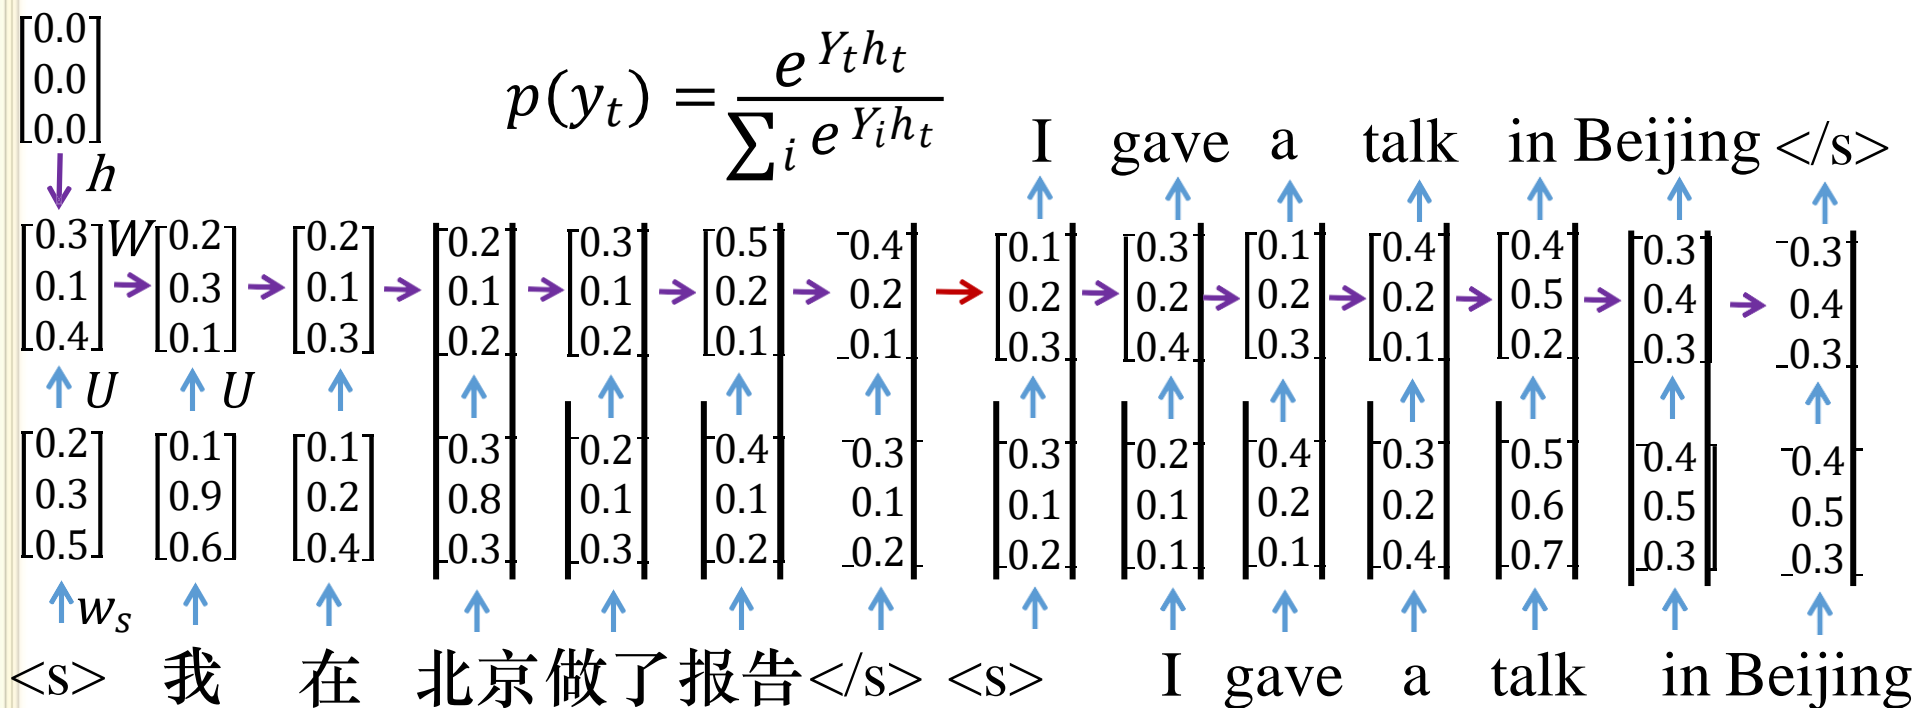 0.0
0.0
0.0
p(y_t) = e^{Y_t h_t} / ∑_i e^{Y_i h_t}
I gave a talk in Beijing </s>
h
0.3 W 0.2 0.2 0.2 0.3 0.5 0.4 0.1 0.3 0.1 0.4 0.4 0.3 0.3
0.1 0.3 0.1 0.1 0.1 0.2 0.2 0.2 0.2 0.2 0.2 0.5 0.4 0.4
0.4 0.1 0.3 0.2 0.2 0.1 0.1 0.3 0.4 0.3 0.1 0.2 0.3 0.3
U U
0.2 0.1 0.1 0.3 0.2 0.4 0.3 0.3 0.2 0.4 0.3 0.5 0.4 0.4
0.3 0.9 0.2 0.8 0.1 0.1 0.1 0.1 0.1 0.2 0.2 0.6 0.5 0.5
0.5 0.6 0.4 0.3 0.3 0.2 0.2 0.2 0.1 0.1 0.4 0.7 0.3 0.3
w_s
<s> 我 在 北京 做了 报告 </s> <s> I gave a talk in Beijing